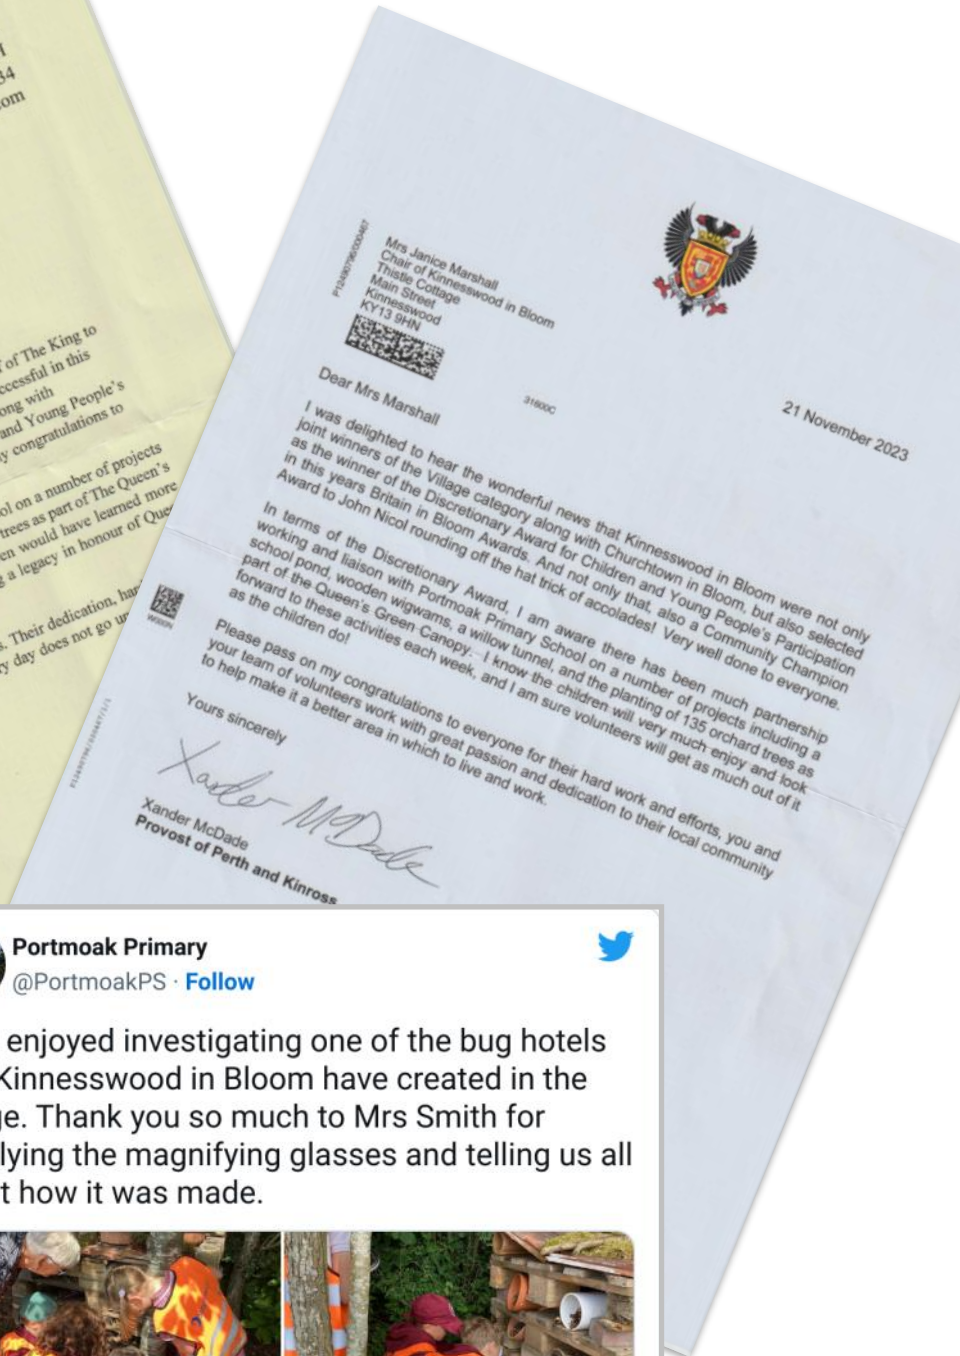 34
om
of The King to
ccessful in this
ong with
and Young People's
y congratulations to
ol on a number of projects
trees as part of The Queen's
en would have learned more
g a legacy in honour of Que
s. Their dedication, har
ry day does not go un
Mrs Janice Marshall
Chair of Kinnesswood in Bloom
Thistle Cottage
Main Street
Kinnesswood
KY13 9HN
Dear Mrs Marshall
31600C
21 November 2023
I was delighted to hear the wonderful news that Kinnesswood in Bloom were not only
joint winners of the Village category along with Churchtown in Bloom, but also selected
as the winner of the Discretionary Award for Children and Young People's Participation
in this years Britain in Bloom Awards. And not only that, also a Community Champion
Award to John Nicol rounding off the hat trick of accolades! Very well done to everyone.
In terms of the Discretionary Award, I am aware there has been much partnership
working and liaison with Portmoak Primary School on a number of projects including a
school pond, wooden wigwams, a willow tunnel, and the planting of 135 orchard trees as
part of the Queen's Green Canopy. I know the children will very much enjoy and look
forward to these activities each week, and I am sure volunteers will get as much out of it
as the children do!
Please pass on my congratulations to everyone for their hard work and efforts, you and
your team of volunteers work with great passion and dedication to their local community
to help make it a better area in which to live and work.
Yours sincerely
Xander McDade
Xander McDade
Provost of Perth and Kinross
Portmoak Primary
@PortmoakPS · Follow
enjoyed investigating one of the bug hotels
Kinnesswood in Bloom have created in the
ge. Thank you so much to Mrs Smith for
lying the magnifying glasses and telling us all
t how it was made.